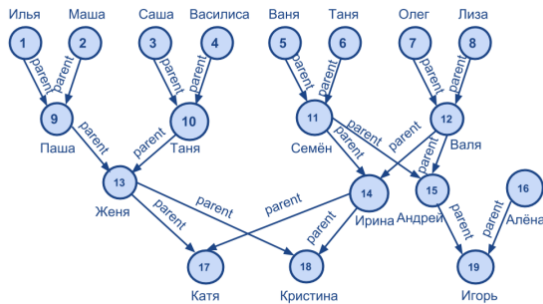 Илья Маша Саша Василиса Ваня Таня Олег Лиза
1 2 3 4 5 6 7 8
parent parent parent parent parent parent parent parent
9 10 11 12
Паша Таня Семён Валя
parent parent parent parent parent parent
13 14 15 16
Женя Ирина Андрей Алёна
parent parent parent parent parent parent
17 18 19
Катя Кристина Игорь